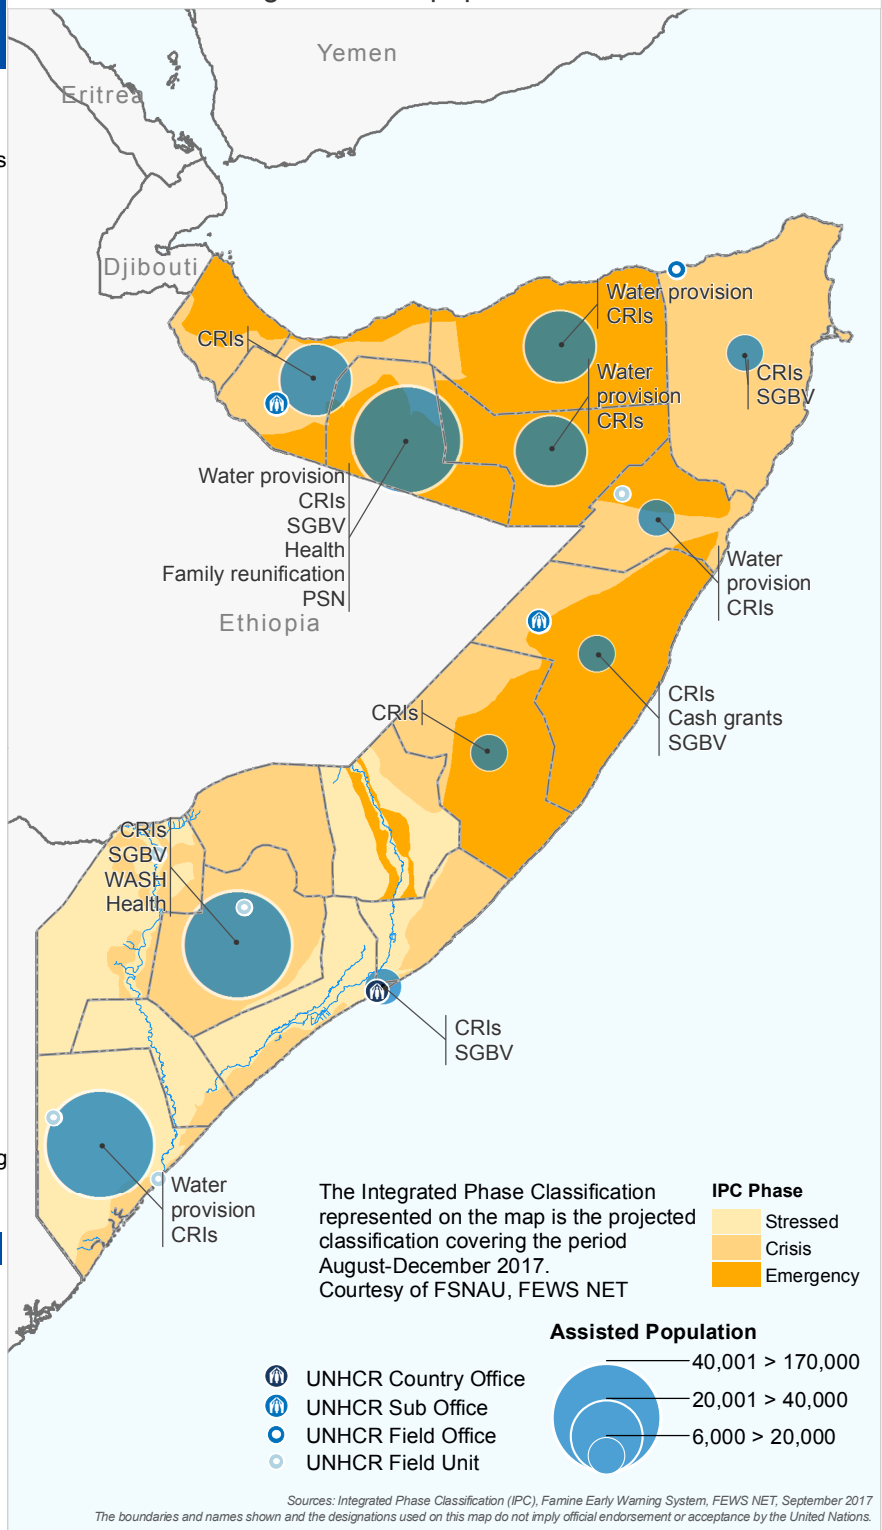 Yemen
Eritrea
Djibouti
Water provision
CRIs
CRIs
Water
provision
CRIs
CRIs
SGBV
Water provision
CRIs
SGBV
Health
Family reunification
PSN
Water
provision
CRIs
Ethiopia
CRIs
Cash grants
SGBV
CRIs
CRIs
SGBV
WASH
Health
CRIs
SGBV
Water
provision
CRIs
The Integrated Phase Classification
represented on the map is the projected
classification covering the period
August-December 2017.
Courtesy of FSNAU, FEWS NET
IPC Phase
Stressed
Crisis
Emergency
Assisted Population
40,001 > 170,000
20,001 > 40,000
6,000 > 20,000
UNHCR Country Office
UNHCR Sub Office
UNHCR Field Office
UNHCR Field Unit
Sources: Integrated Phase Classification (IPC), Famine Early Warning System, FEWS NET, September 2017
The boundaries and names shown and the designations used on this map do not imply official endorsement or acceptance by the United Nations.